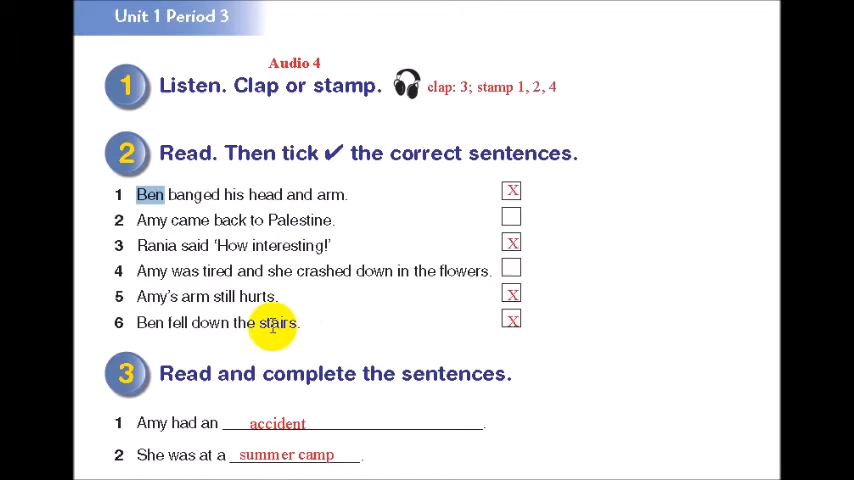 Unit 1 Period 3
Audio 4
1 Listen. Clap or stamp. clap: 3; stamp 1, 2, 4
2 Read. Then tick ✔ the correct sentences.
1 Ben banged his head and arm. X
2 Amy came back to Palestine.
3 Rania said ‘How interesting!’ X
4 Amy was tired and she crashed down in the flowers.
5 Amy’s arm still hurts. X
6 Ben fell down the stairs. X
3 Read and complete the sentences.
1 Amy had an accident.
2 She was at a summer camp.